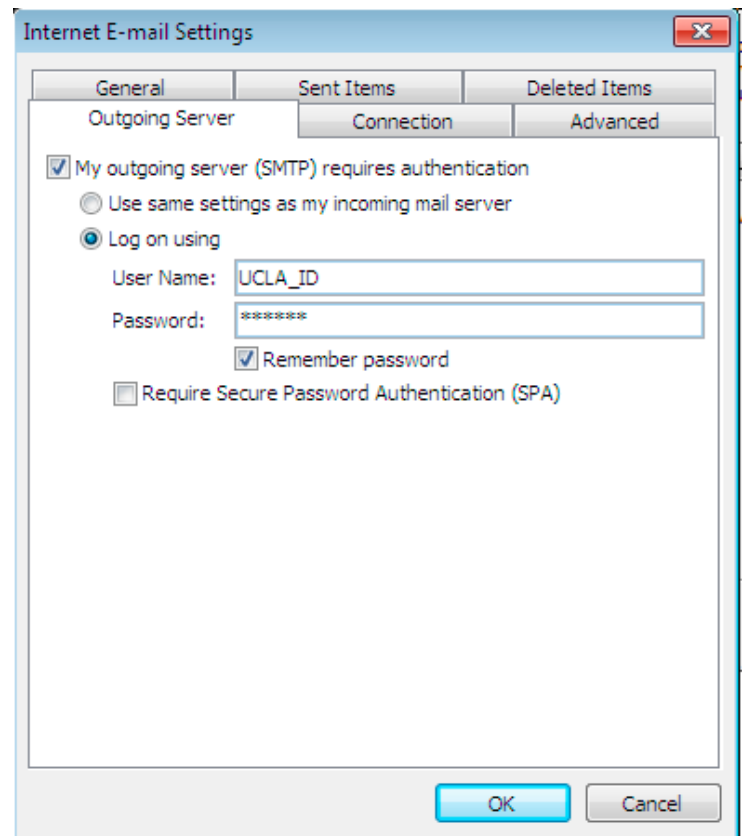 Internet E-mail Settings
General Sent Items Deleted Items
Outgoing Server Connection Advanced
My outgoing server (SMTP) requires authentication
Use same settings as my incoming mail server
Log on using
User Name: UCLA_ID
Password: ******
Remember password
Require Secure Password Authentication (SPA)
OK Cancel